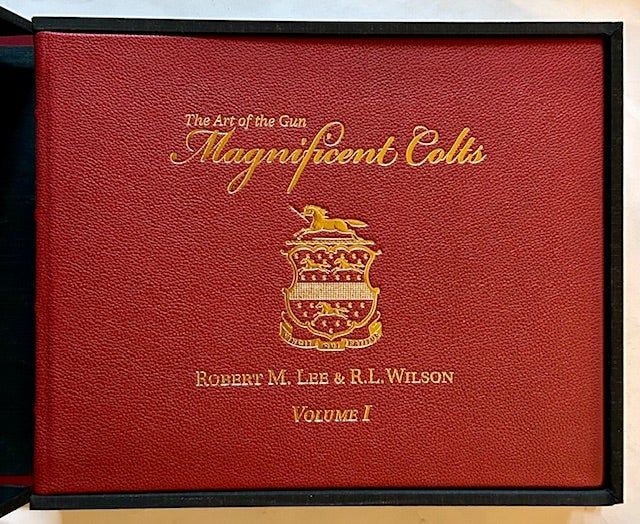 The Art of the Gun
Magnificent Colts
ROBERT M. LEE & R.L. WILSON
VOLUME I